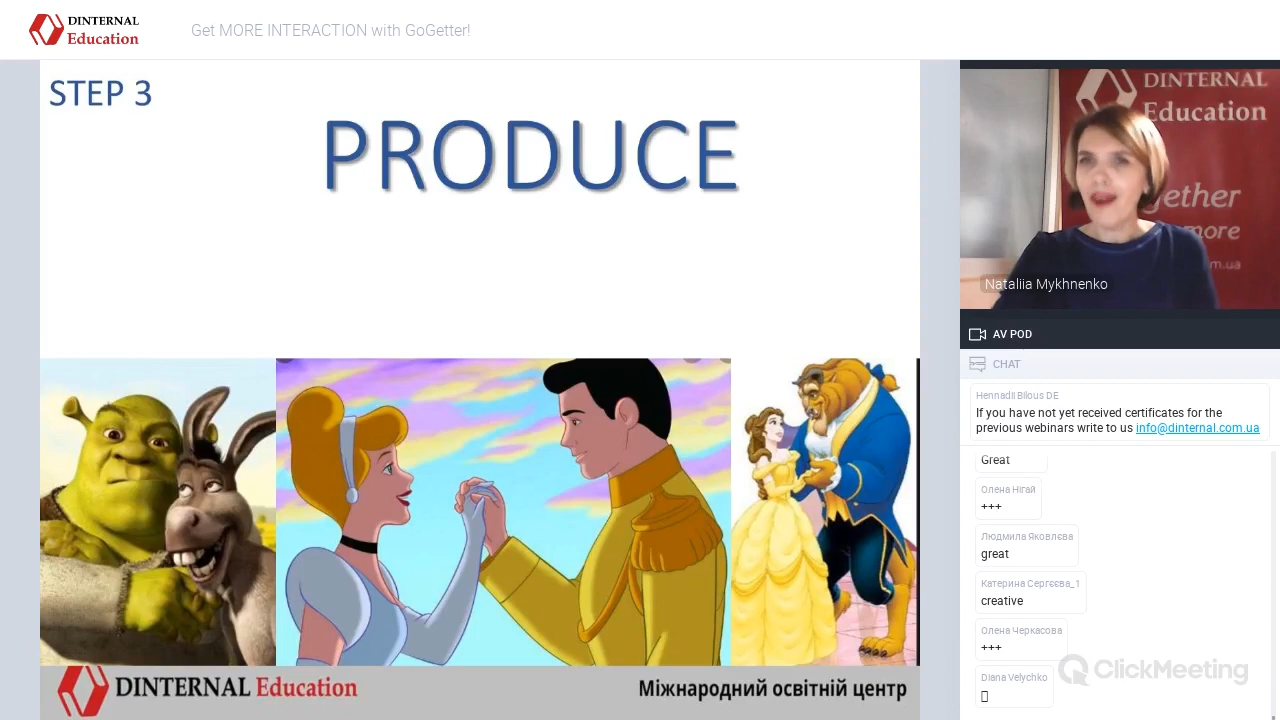 DINTERNAL
Education
Get MORE INTERACTION with GoGetter!
STEP 3
PRODUCE
DINTERNAL Education
Міжнародний освітній центр
DINTERNAL
Education
gether
more
m.ua
Nataliia Mykhnenko
AV POD
CHAT
Hennadii Bilous DE
If you have not yet received certificates for the
previous webinars write to us info@dinternal.com.ua
Great
Олена Нігай
+++
Людмила Яковлєва
great
Катерина Сергєєва_1
creative
Олена Черкасова
+++
Diana Velychko
ClickMeeting